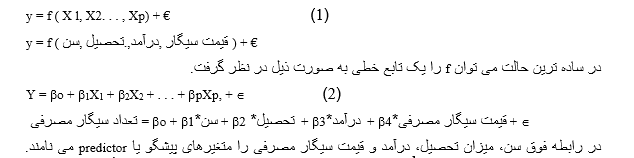 y = f ( X1, X2. . . , Xp) + € (1)
y = f ( قیمت سیگار ,درآمد,تحصیل ,سن ) + €
در ساده ترین حالت می توان f را یک تابع خطی به صورت ذیل در نظر گرفت.
Y = βo + β1X1 + β2X2 + . . . + βpXp, + ∊ (2)
تعداد سیگار مصرفی = βo + β1*سن + β2 *تحصیل + β3*درآمد + β4*قیمت سیگار مصرفی + ∊
در رابطه فوق سن، میزان تحصیل، درآمد و قیمت سیگار مصرفی را متغیرهای پیشگو یا predictor می نامند.